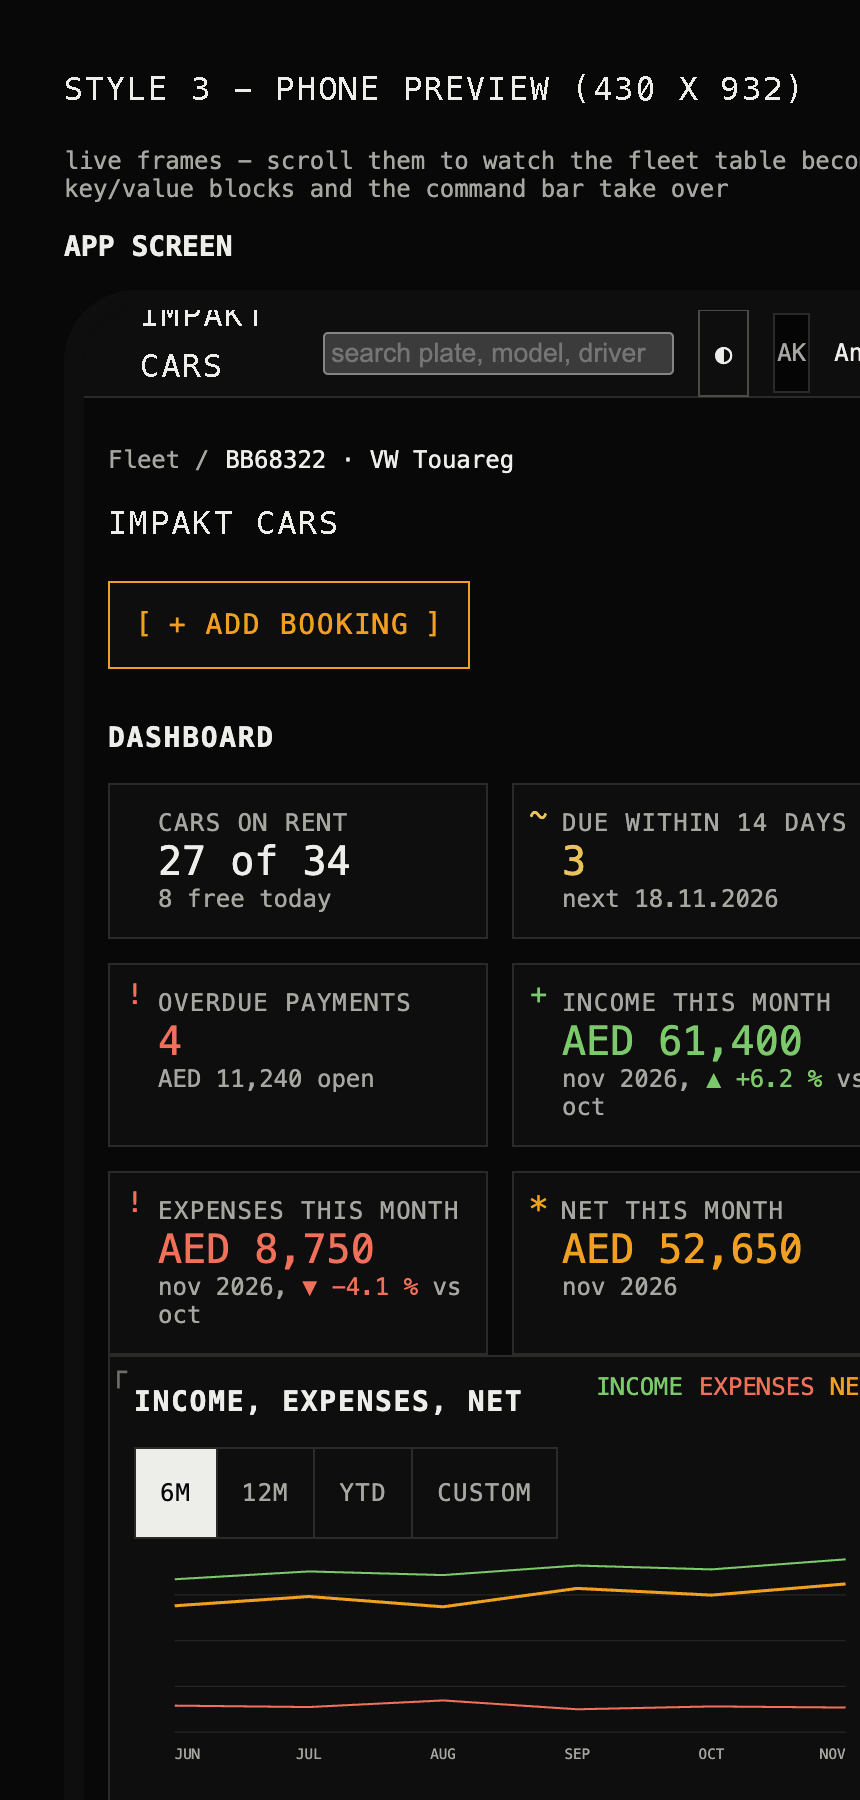 STYLE 3 — PHONE PREVIEW (430 X 932)
live frames — scroll them to watch the fleet table
key/value blocks and the command bar take over
APP SCREEN
IMPAKT
CARS
search plate, model, driver
◐
AK
Fleet / BB68322 · VW Touareg
IMPAKT CARS
[ + ADD BOOKING ]
DASHBOARD
CARS ON RENT
27 of 34
8 free today
~ DUE WITHIN 14 DAYS
3
next 18.11.2026
! OVERDUE PAYMENTS
4
AED 11,240 open
+ INCOME THIS MONTH
AED 61,400
nov 2026, ▲ +6.2 % vs
oct
! EXPENSES THIS MONTH
AED 8,750
nov 2026, ▼ −4.1 % vs
oct
* NET THIS MONTH
AED 52,650
nov 2026
INCOME, EXPENSES, NET
INCOME EXPENSES
6M 12M YTD CUSTOM
JUN JUL AUG SEP OCT NOV